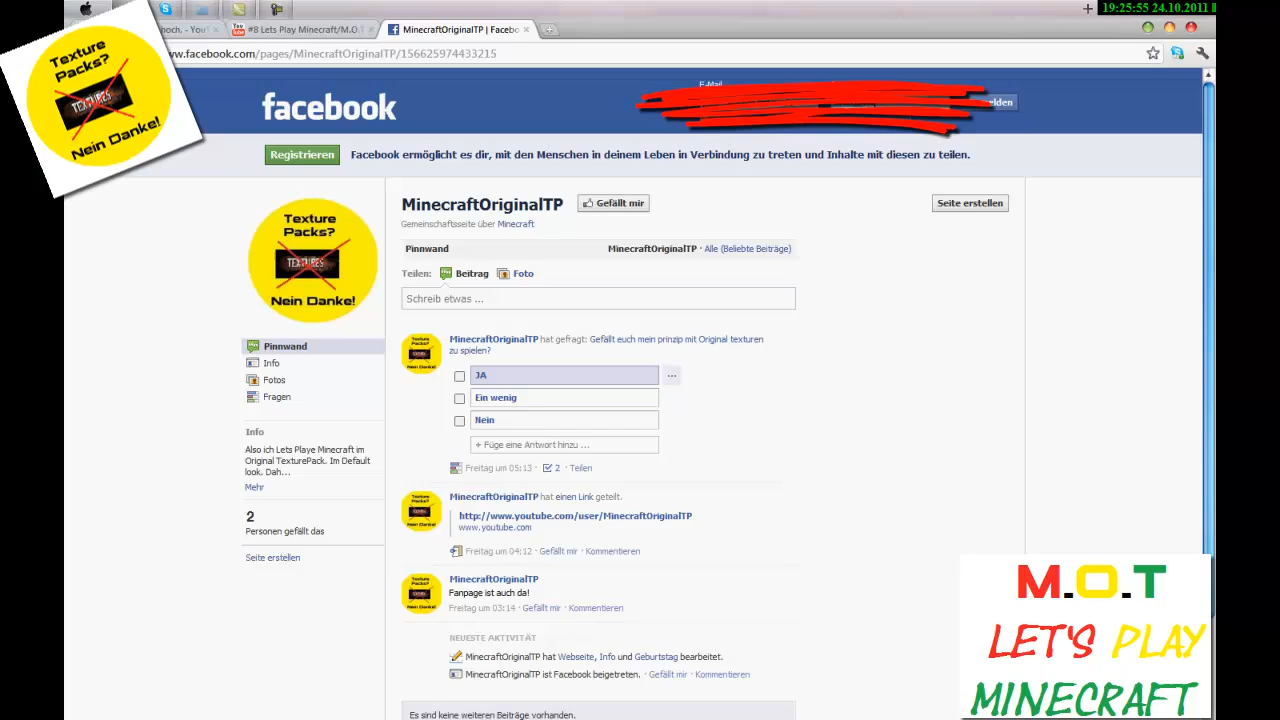 19:25:55 24.10.2011
noch, - YouT
#8 Lets Play Minecraft/M.O.T
MinecraftOriginalTP | Facebo
www.facebook.com/pages/MinecraftOriginalTP/156625974433215
Texture
Packs?
TEXTURES
Nein Danke!
facebook
E-Mail
elden
Registrieren
Facebook ermöglicht es dir, mit den Menschen in deinem Leben in Verbindung zu treten und Inhalte mit diesen zu teilen.
Texture
Packs?
TEXTURES
Nein Danke!
MinecraftOriginalTP
Gefällt mir
Seite erstellen
Gemeinschaftsseite über Minecraft
Pinnwand
MinecraftOriginalTP · Alle (Beliebte Beiträge)
Teilen: Beitrag Foto
Schreib etwas ...
Pinnwand
Info
Fotos
Fragen
Info
Also ich Lets Playe Minecraft im
Original TexturePack. Im Default
look. Dah...
Mehr
2
Personen gefällt das
Seite erstellen
MinecraftOriginalTP hat gefragt: Gefällt euch mein prinzip mit Original texturen
zu spielen?
JA
...
Ein wenig
Nein
+ Füge eine Antwort hinzu ...
Freitag um 05:13 · 2 · Teilen
MinecraftOriginalTP hat einen Link geteilt.
http://www.youtube.com/user/MinecraftOriginalTP
www.youtube.com
Freitag um 04:12 · Gefällt mir · Kommentieren
MinecraftOriginalTP
Fanpage ist auch da!
Freitag um 03:14 · Gefällt mir · Kommentieren
NEUESTE AKTIVITÄT
MinecraftOriginalTP hat Webseite, Info und Geburtstag bearbeitet.
MinecraftOriginalTP ist Facebook beigetreten. · Gefällt mir · Kommentieren
Es sind keine weiteren Beiträge vorhanden.
M.O.T
LET'S PLAY
MINECRAFT